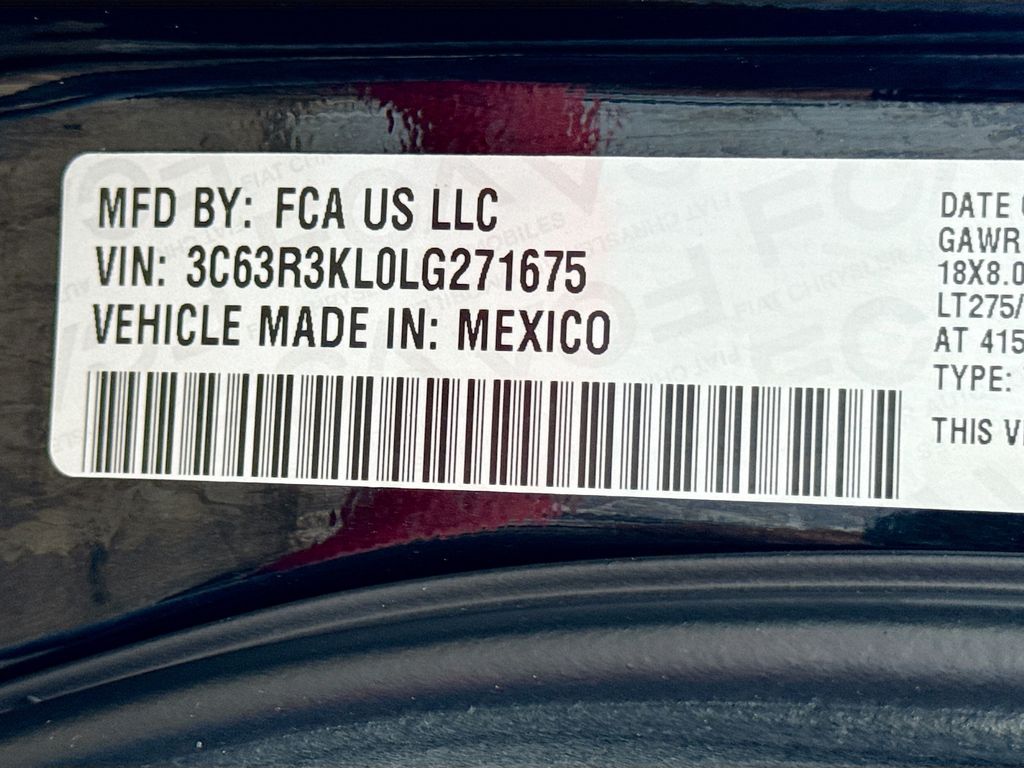 MFD BY: FCA US LLC
VIN: 3C63R3KL0LG271675
VEHICLE MADE IN: MEXICO
DATE
GAWR
18X8.0
LT275/
AT 415
TYPE:
THIS